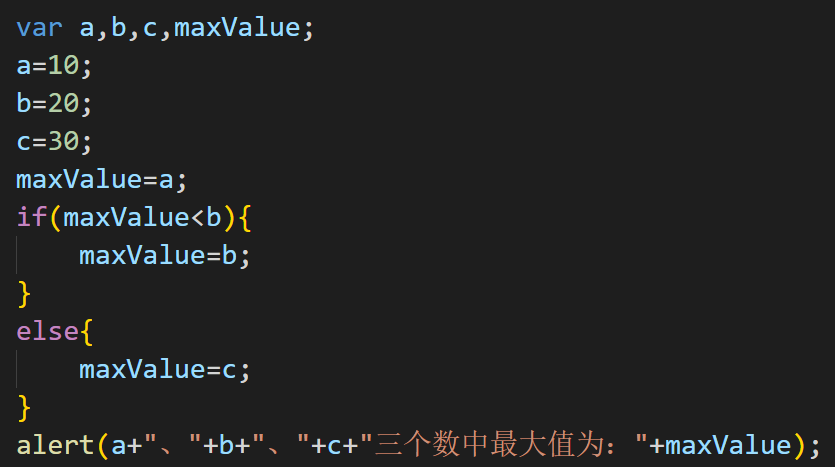 var a,b,c,maxValue;
a=10;
b=20;
c=30;
maxValue=a;
if(maxValue<b){
    maxValue=b;
}
else{
    maxValue=c;
}
alert(a+"、"+b+"、"+c+"三个数中最大值为："+maxValue);